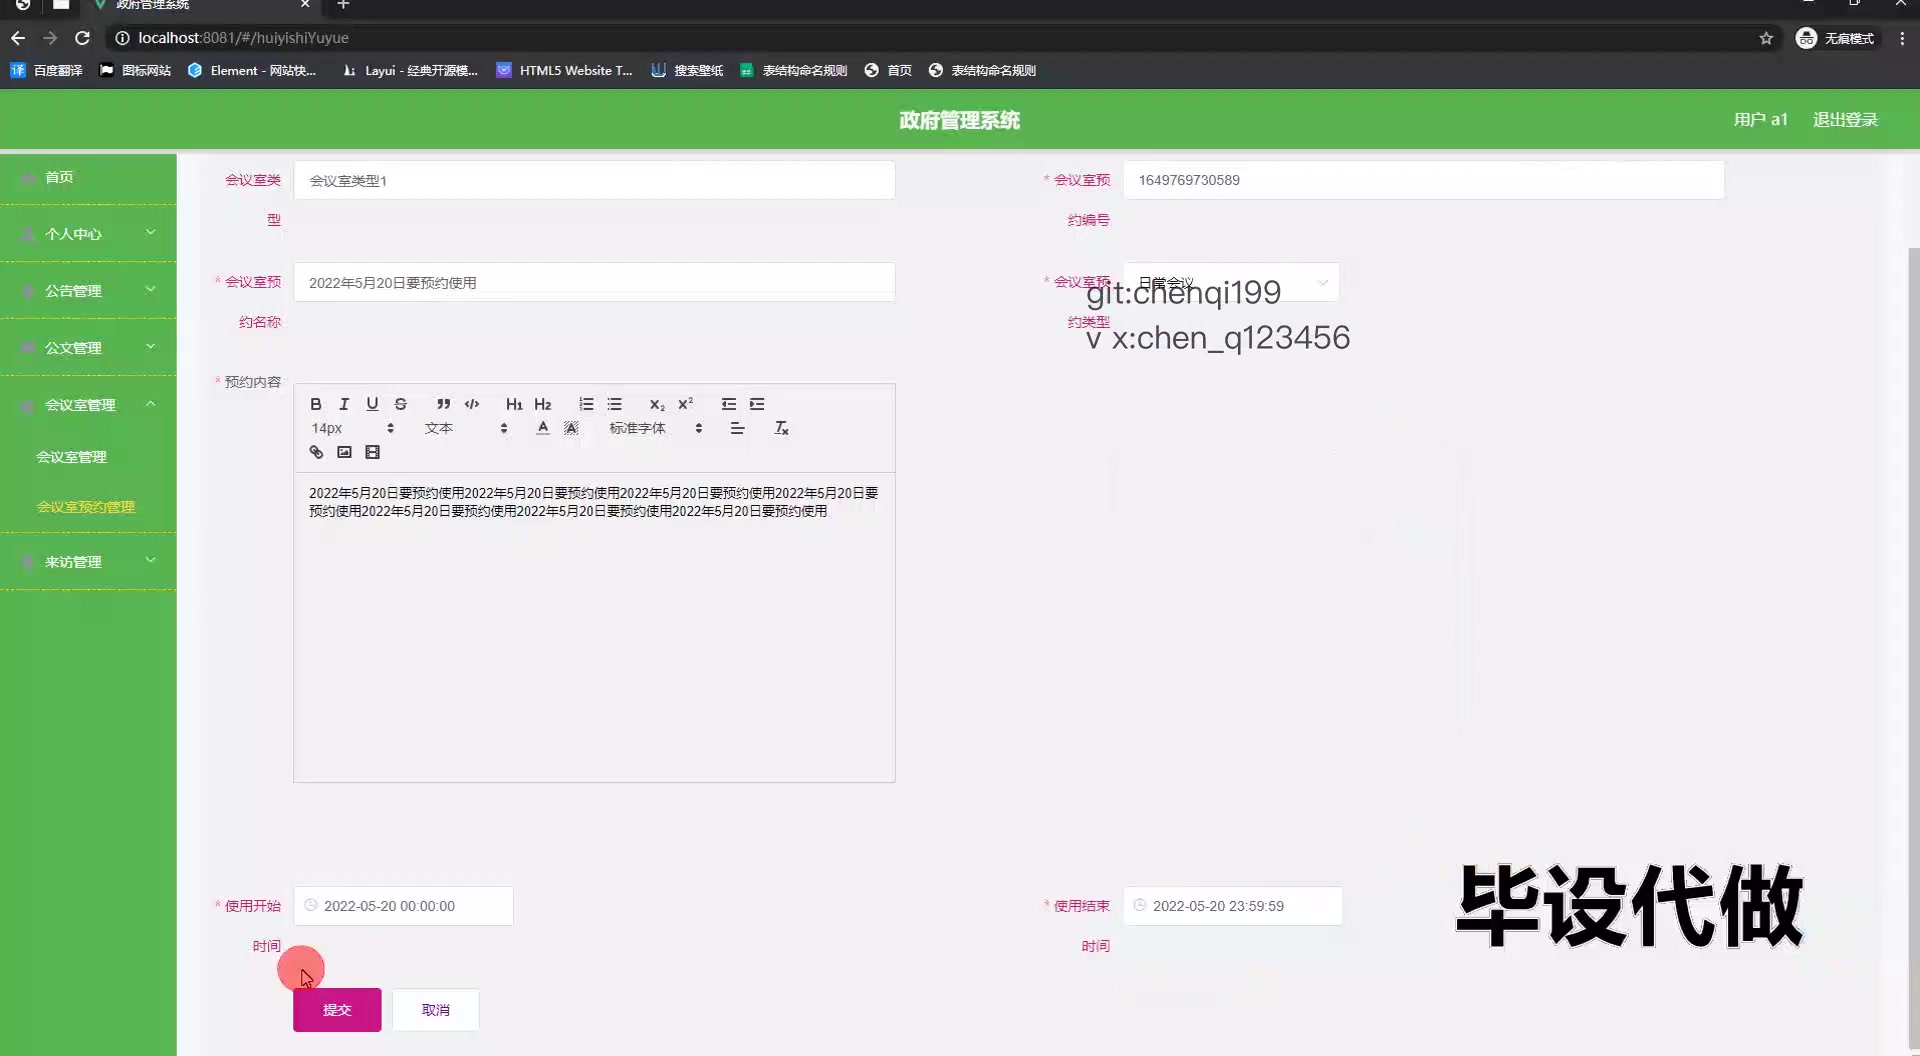 政府管理系统
localhost:8081/#/huiyishiYuyue
无痕模式
百度翻译
图标网站
Element - 网站快...
Layui - 经典开源模...
HTML5 Website T...
搜索壁纸
表结构命名规则
首页
表结构命名规则
政府管理系统
用户 a1
退出登录
首页
个人中心
公告管理
公文管理
会议室管理
会议室管理
会议室预约管理
来访管理
会议室类
型
会议室类型1
* 会议室预
约编号
1649769730589
* 会议室预
约名称
2022年5月20日要预约使用
* 会议室预
约类型
日常会议
git:chenqi199
v x:chen_q123456
* 预约内容
B I U S H1 H2 X2 X2
14px 文本 A A 标准字体 Tx
2022年5月20日要预约使用2022年5月20日要预约使用2022年5月20日要预约使用2022年5月20日要
预约使用2022年5月20日要预约使用2022年5月20日要预约使用2022年5月20日要预约使用
* 使用开始
时间
2022-05-20 00:00:00
* 使用结束
时间
2022-05-20 23:59:59
毕设代做
提交
取消